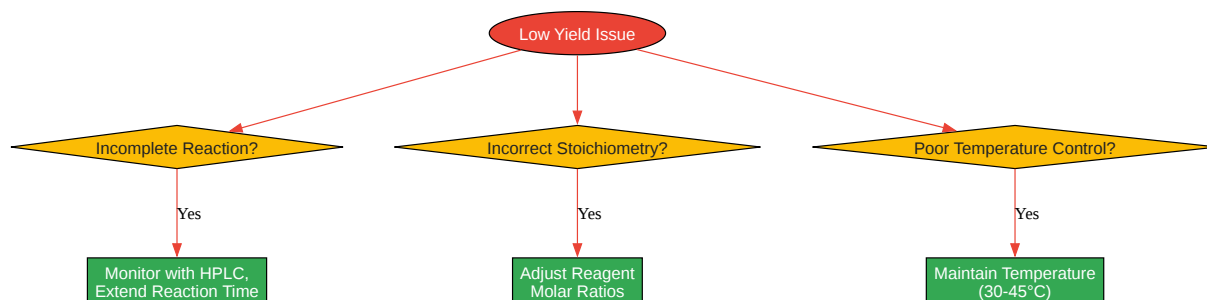 Low Yield Issue
Incomplete Reaction?
Incorrect Stoichiometry?
Poor Temperature Control?
Yes
Yes
Yes
Monitor with HPLC,
Extend Reaction Time
Adjust Reagent
Molar Ratios
Maintain Temperature
(30-45°C)